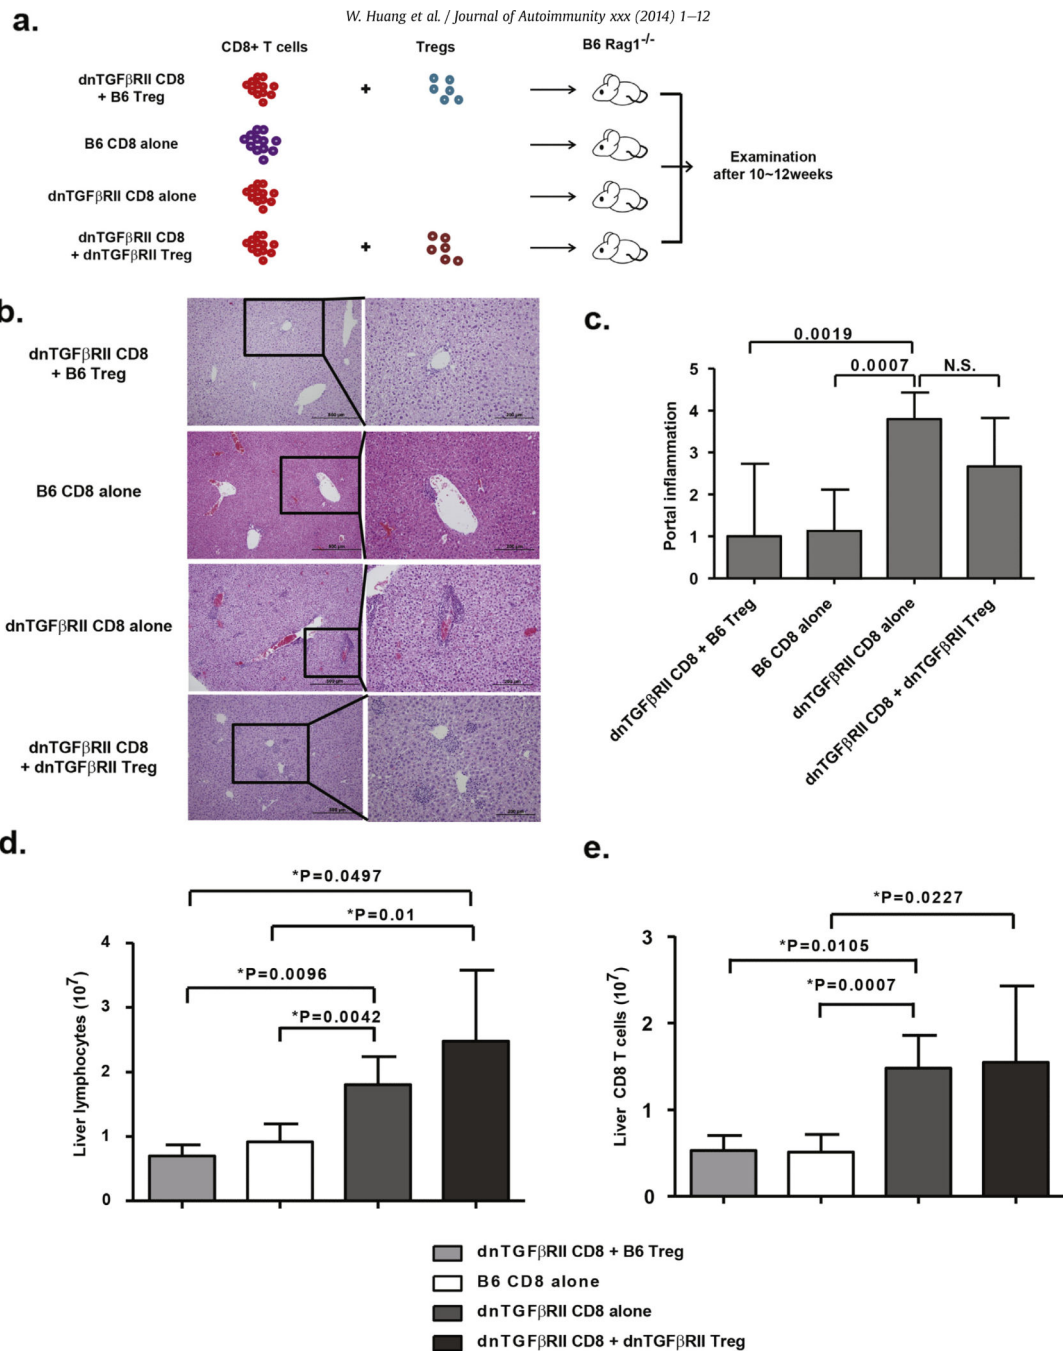 W. Huang et al. / Journal of Autoimmunity xxx (2014) 1–12
a.
CD8+ T cells
Tregs
B6 Rag1-/-
dnTGFβRII CD8
+ B6 Treg
+
B6 CD8 alone
dnTGFβRII CD8 alone
dnTGFβRII CD8
+ dnTGFβRII Treg
+
Examination
after 10~12weeks
b.
dnTGFβRII CD8
+ B6 Treg
B6 CD8 alone
dnTGFβRII CD8 alone
dnTGFβRII CD8
+ dnTGFβRII Treg
c.
0.0019
0.0007
N.S.
Portal inflammation
5
4
3
2
1
0
dnTGFβRII CD8 + B6 Treg
B6 CD8 alone
dnTGFβRII CD8 alone
dnTGFβRII CD8 + dnTGFβRII Treg
d.
*P=0.0497
*P=0.01
*P=0.0096
*P=0.0042
Liver lymphocytes (10^7)
4
3
2
1
0
e.
*P=0.0227
*P=0.0105
*P=0.0007
Liver CD8 T cells (10^7)
3
2
1
0
dnTGFβRII CD8 + B6 Treg
B6 CD8 alone
dnTGFβRII CD8 alone
dnTGFβRII CD8 + dnTGFβRII Treg